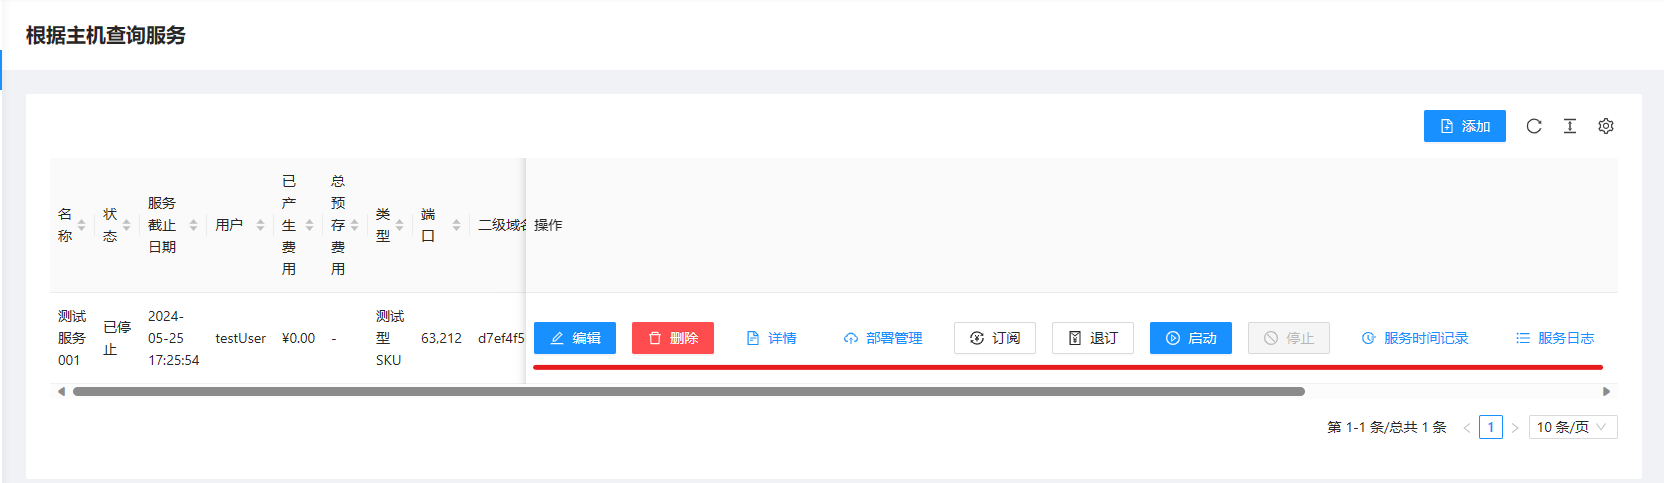 根据主机查询服务
添加
名称
状态
服务截止日期
用户
已产生费用
总预存费用
类型
端口
二级域名
操作
测试服务001
已停止
2024-05-25 17:25:54
testUser
¥0.00
-
测试型SKU
63,212
d7ef4f5
编辑
删除
详情
部署管理
订阅
退订
启动
停止
服务时间记录
服务日志
第 1-1 条/总共 1 条
1
10 条/页